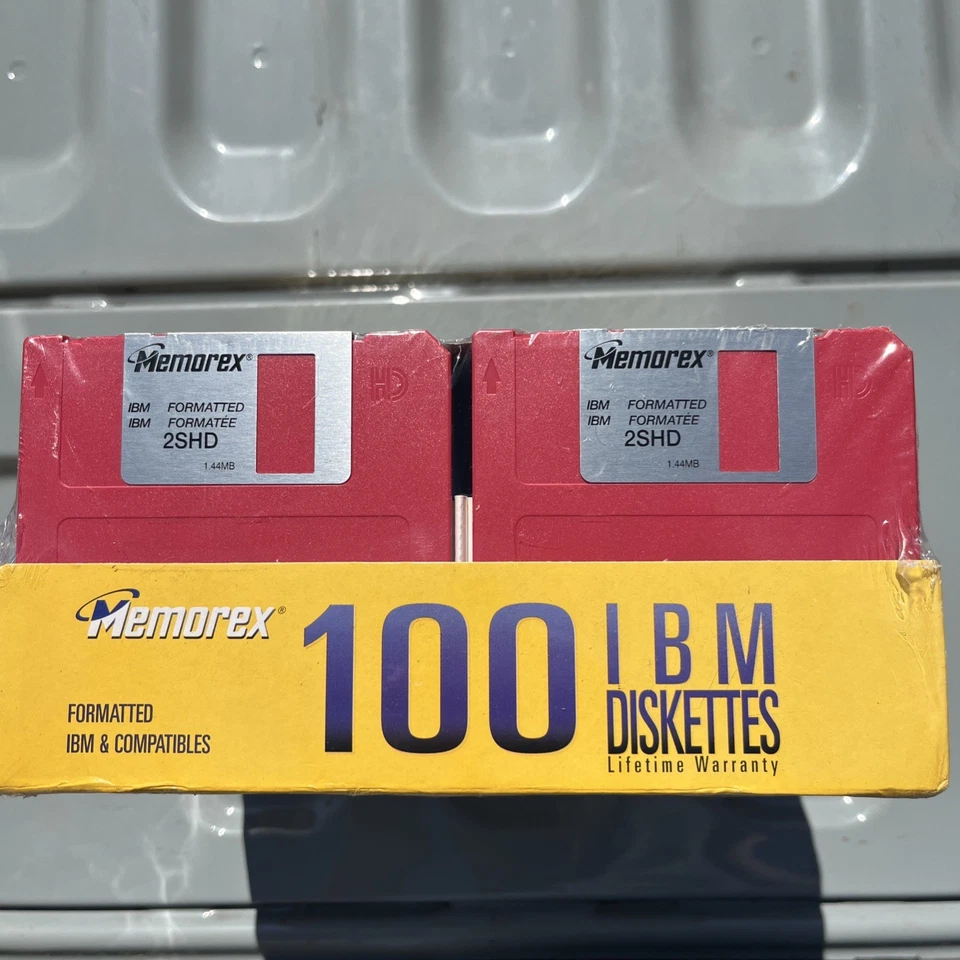 Memorex®
IBM FORMATTED
IBM FORMATÉE
2SHD
1.44MB
HD
Memorex®
IBM FORMATTED
IBM FORMATÉE
2SHD
1.44MB
HD
Memorex®
FORMATTED
IBM & COMPATIBLES
100
IBM
DISKETTES
Lifetime Warranty